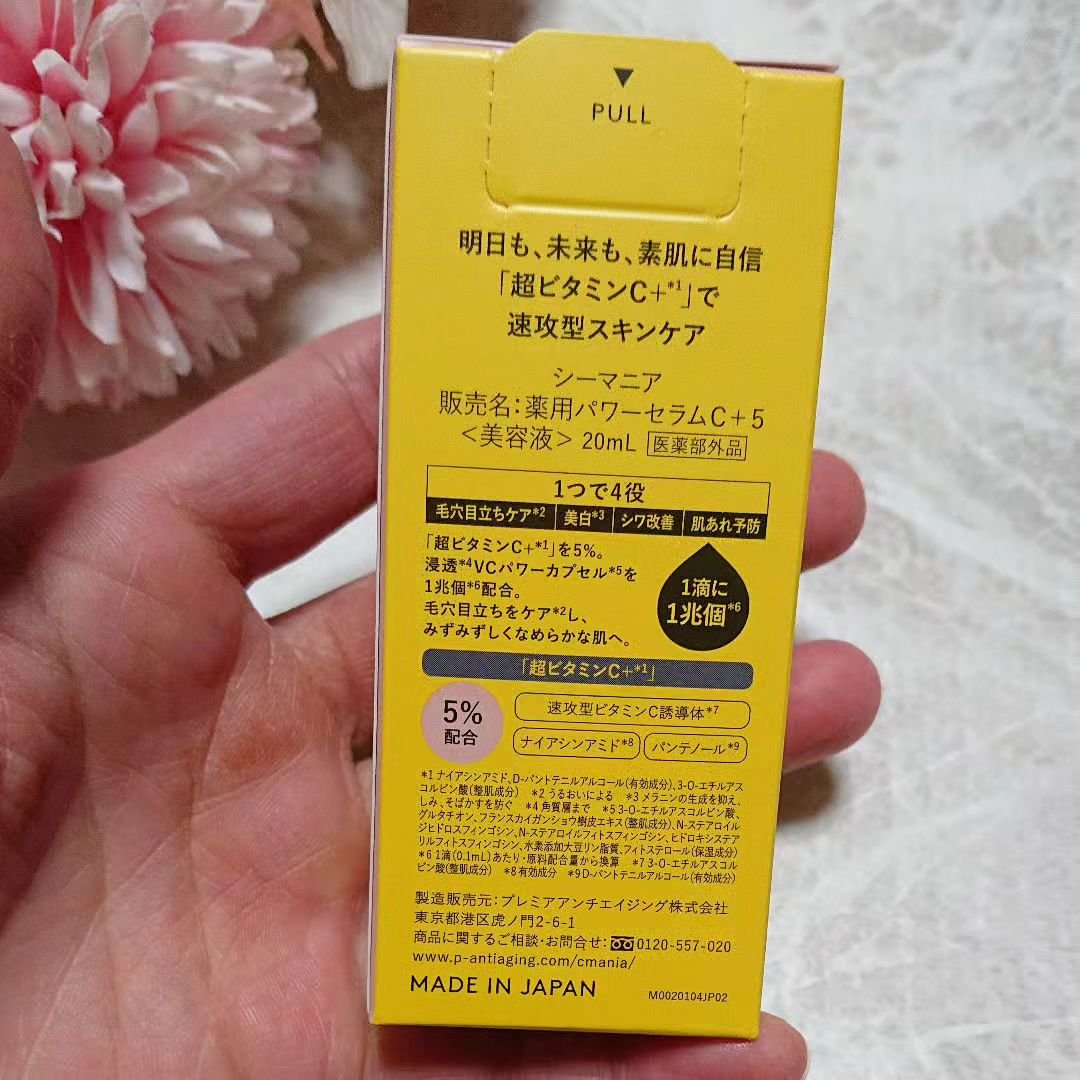 PULL
明日も、未来も、素肌に自信
「超ビタミンC+*1」で
速攻型スキンケア
シーマニア
販売名:薬用パワーセラムC+5
<美容液> 20mL 医薬部外品
1つで4役
毛穴目立ちケア*2 美白*3 シワ改善 肌あれ予防
「超ビタミンC+*1」を5%。
浸透*4VCパワーカプセル*5を
1兆個*6配合。
毛穴目立ちをケア*2し、
みずみずしくなめらかな肌へ。
1滴に
1兆個*6
「超ビタミンC+*1」
5%
配合
速攻型ビタミンC誘導体*7
ナイアシンアミド*8 パンテノール*9
*1 ナイアシンアミド、D-パントテニルアルコール(有効成分)、3-O-エチルアス
コルビン酸(整肌成分) *2 うるおいによる *3 メラニンの生成を抑え、
しみ、そばかすを防ぐ *4 角質層まで *5 3-O-エチルアスコルビン酸、
グルタチオン、フランスカイガンショウ樹皮エキス(整肌成分)、N-ステアロイル
ジヒドロスフィンゴシン、N-ステアロイルフィトスフィンゴシン、ヒドロキシステア
リルフィトスフィンゴシン、水素添加大豆リン脂質、フィトステロール(保湿成分)
*6 1滴(0.1mL)あたり・原料配合量から換算 *7 3-O-エチルアスコル
ビン酸(整肌成分) *8 有効成分 *9 D-パントテニルアルコール(有効成分)
製造販売元:プレミアアンチエイジング株式会社
東京都港区虎ノ門2-6-1
商品に関するご相談・お問合せ:0120-557-020
www.p-antiaging.com/cmania/
MADE IN JAPAN M0020104JP02